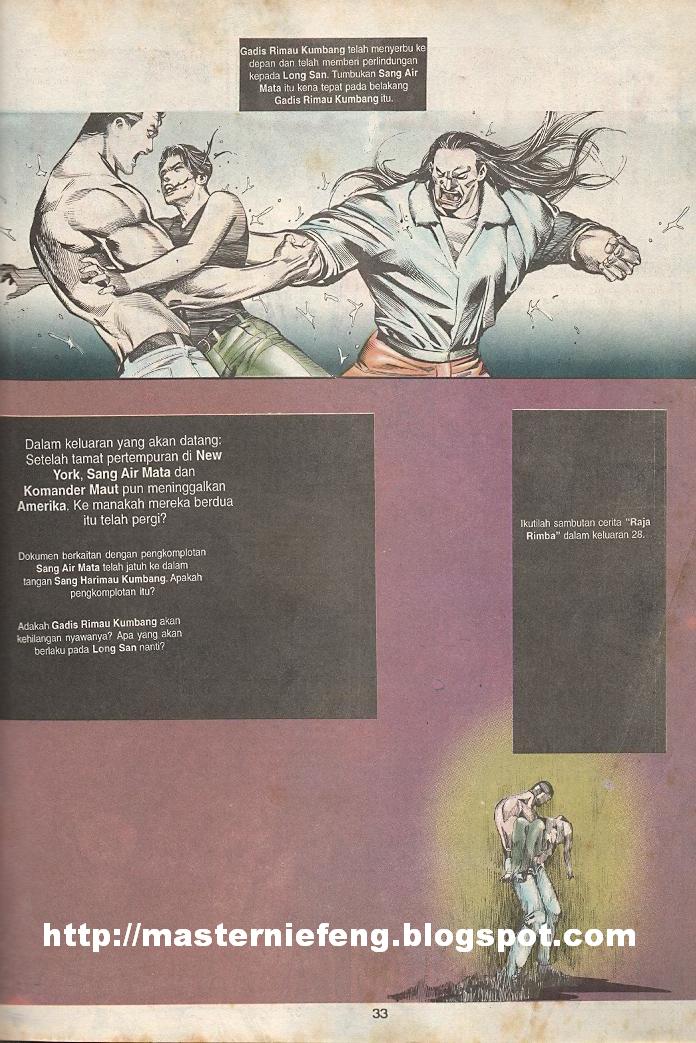 Gadis Rimau Kumbang telah menyerbu ke
depan dan telah memberi perlindungan
kepada Long San. Tumbukan Sang Air
Mata itu kena tepat pada belakang
Gadis Rimau Kumbang itu.
Dalam keluaran yang akan datang:
Setelah tamat pertempuran di New
York, Sang Air Mata dan
Komander Maut pun meninggalkan
Amerika. Ke manakah mereka berdua
itu telah pergi?
Dokumen berkaitan dengan pengkomplotan
Sang Air Mata telah jatuh ke dalam
tangan Sang Harimau Kumbang. Apakah
pengkomplotan itu?
Adakah Gadis Rimau Kumbang akan
kehilangan nyawanya? Apa yang akan
berlaku pada Long San nanti?
Ikutilah sambutan cerita "Raja
Rimba" dalam keluaran 28.
http://masterniefeng.blogspot.com
33